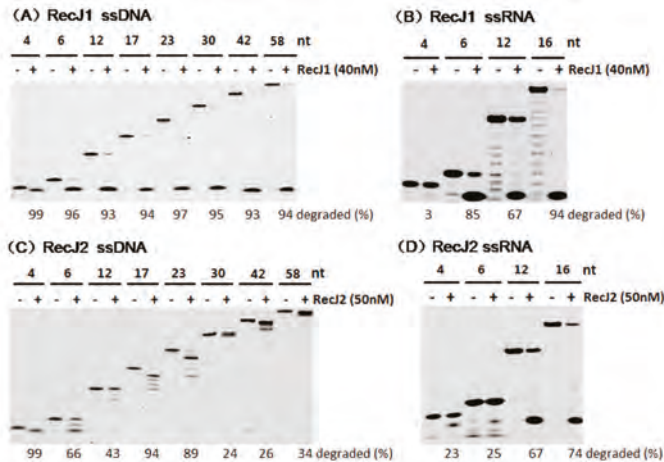 (A) RecJ1 ssDNA
4 6 12 17 23 30 42 58 nt
- + - + - + - + - + - + - + - + RecJ1 (40nM)
99 96 93 94 97 95 93 94 degraded (%)
(B) RecJ1 ssRNA
4 6 12 16 nt
- + - + - + - + RecJ1 (40nM)
3 85 67 94 degraded (%)
(C) RecJ2 ssDNA
4 6 12 17 23 30 42 58 nt
- + - + - + - + - + - + - + - + RecJ2 (50nM)
99 66 43 94 89 24 26 34 degraded (%)
(D) RecJ2 ssRNA
4 6 12 16 nt
- + - + - + - + RecJ2 (50nM)
23 25 67 74 degraded (%)